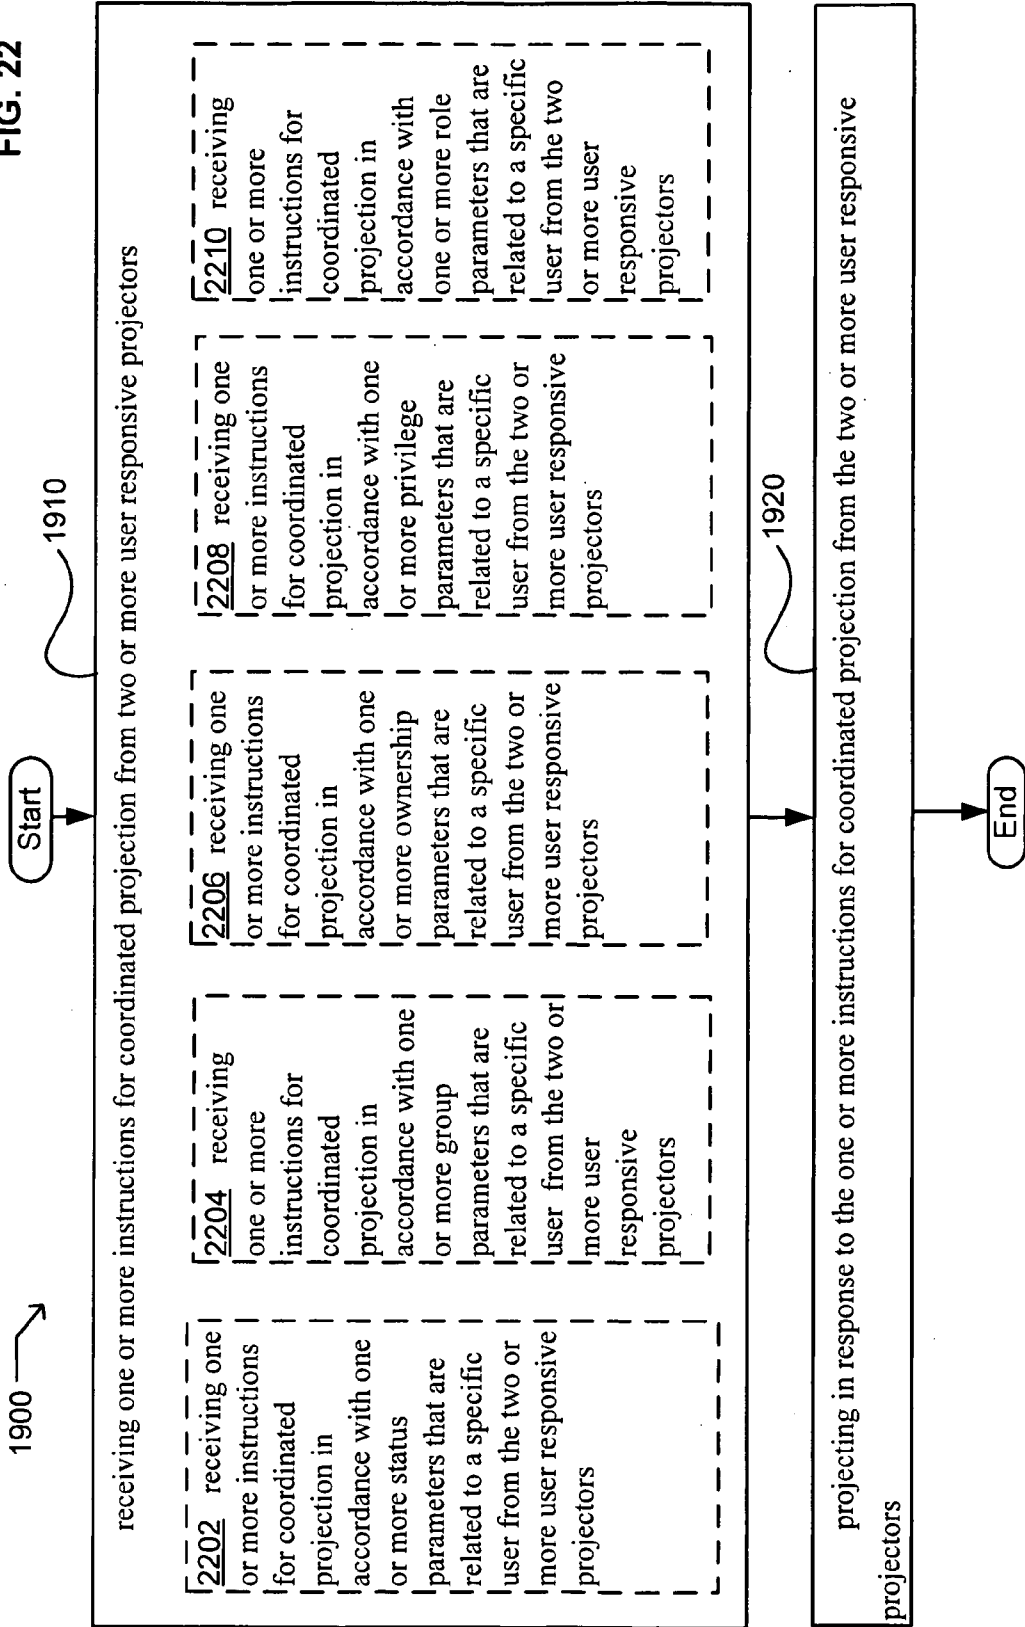 FIG. 22
1900
Start
1910
receiving one or more instructions for coordinated projection from two or more user responsive projectors
2202 receiving one
or more instructions
for coordinated
projection in
accordance with one
or more status
parameters that are
related to a specific
user from the two or
more user responsive
projectors
2204 receiving
one or more
instructions for
coordinated
projection in
accordance with one
or more group
parameters that are
related to a specific
user from the two or
more user
responsive
projectors
2206 receiving one
or more instructions
for coordinated
projection in
accordance with one
or more ownership
parameters that are
related to a specific
user from the two or
more user responsive
projectors
2208 receiving one
or more instructions
for coordinated
projection in
accordance with one
or more privilege
parameters that are
related to a specific
user from the two or
more user responsive
projectors
2210 receiving
one or more
instructions for
coordinated
projection in
accordance with
one or more role
parameters that are
related to a specific
user from the two
or more user
responsive
projectors
1920
projecting in response to the one or more instructions for coordinated projection from the two or more user responsive
projectors
End